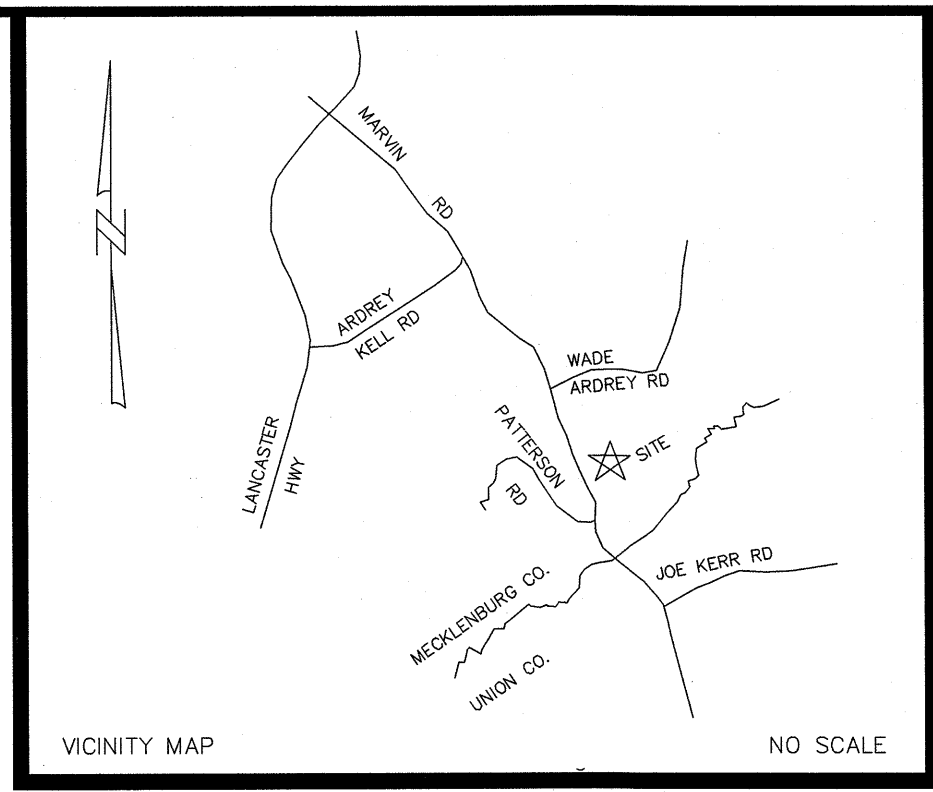 MARVIN
RD
N
ARDREY
KELL RD
WADE
ARDREY RD
PATTERSON
RD
SITE
LANCASTER
HWY
JOE KERR RD
MECKLENBURG CO.
UNION CO.
VICINITY MAP
NO SCALE